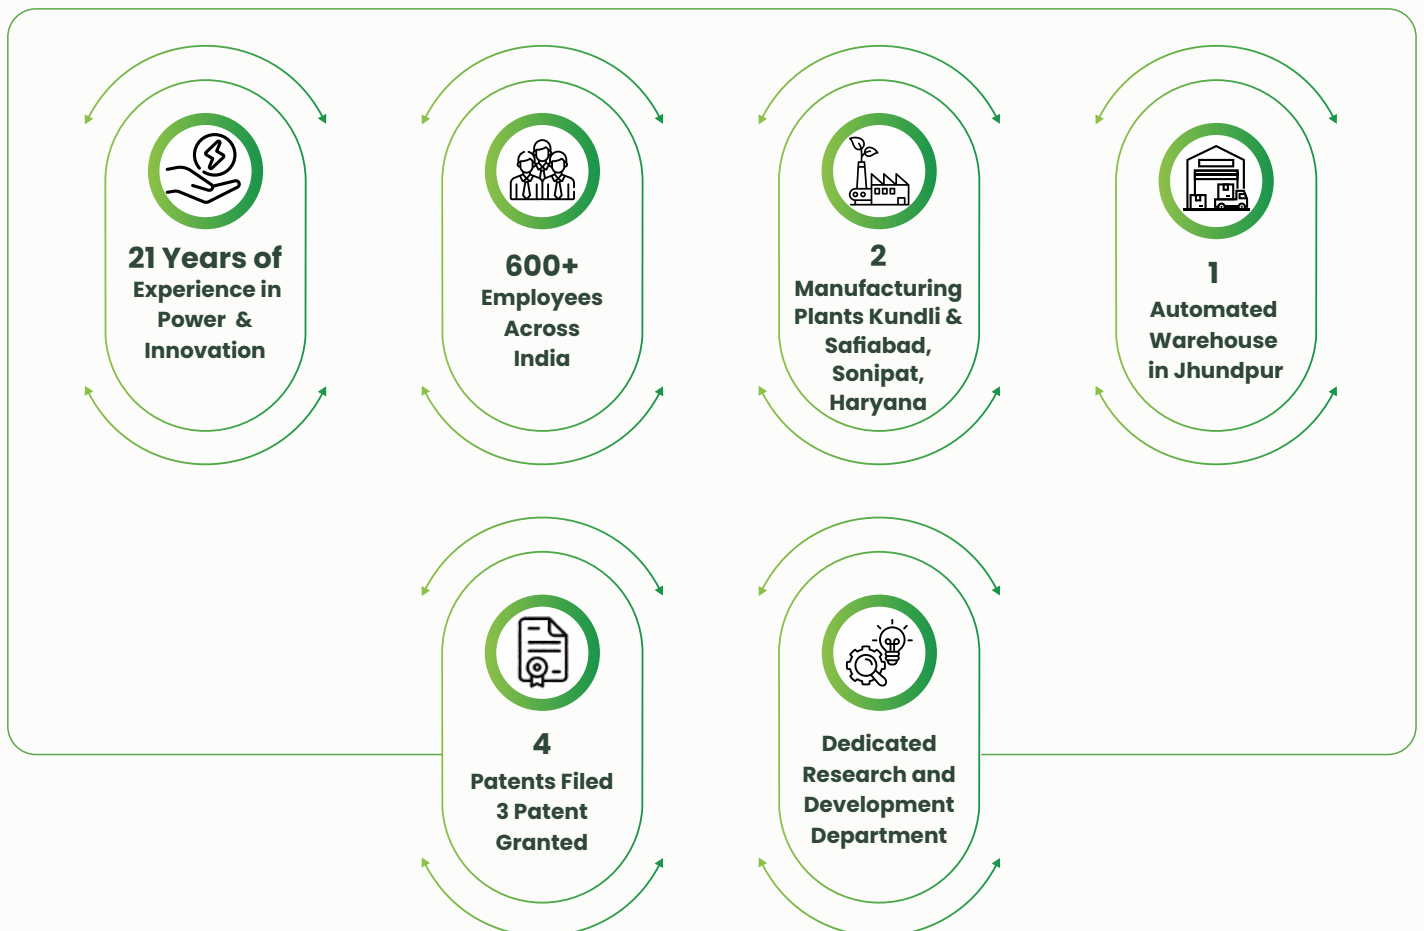 21 Years of
Experience in
Power &
Innovation
600+
Employees
Across
India
2
Manufacturing
Plants Kundli &
Safiabad,
Sonipat,
Haryana
1
Automated
Warehouse
in Jhundpur
4
Patents Filed
3 Patent
Granted
Dedicated
Research and
Development
Department